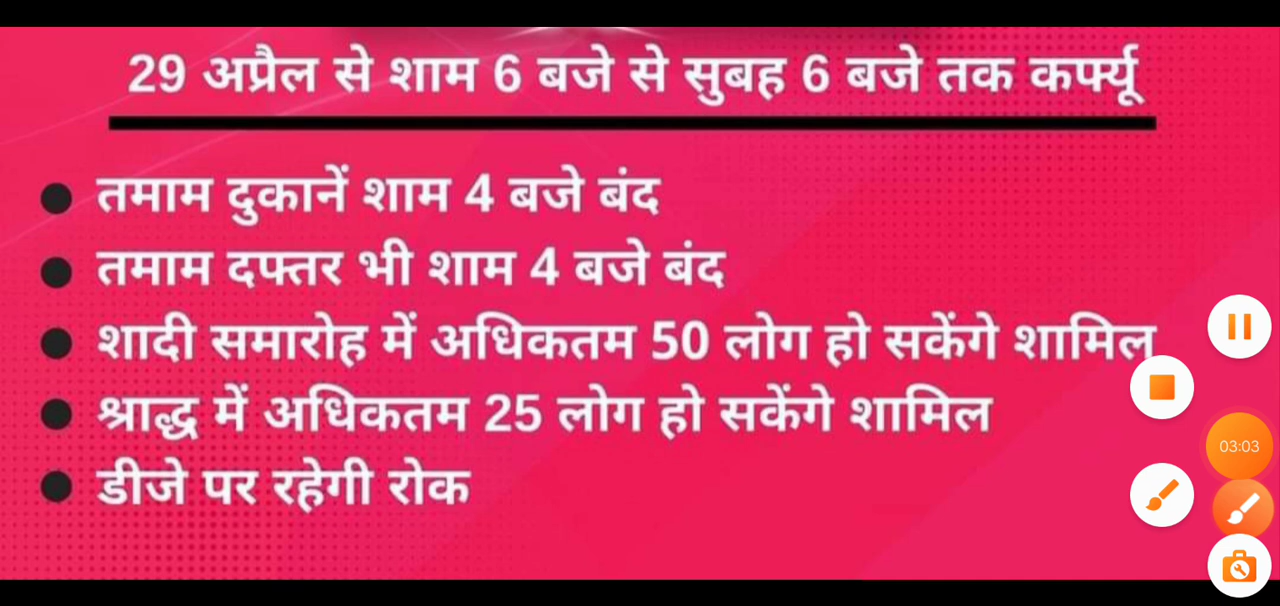 29 अप्रैल से शाम 6 बजे से सुबह 6 बजे तक कर्फ्यू
तमाम दुकानें शाम 4 बजे बंद
तमाम दफ्तर भी शाम 4 बजे बंद
शादी समारोह में अधिकतम 50 लोग हो सकेंगे शामिल
श्राद्ध में अधिकतम 25 लोग हो सकेंगे शामिल
डीजे पर रहेगी रोक
03:03